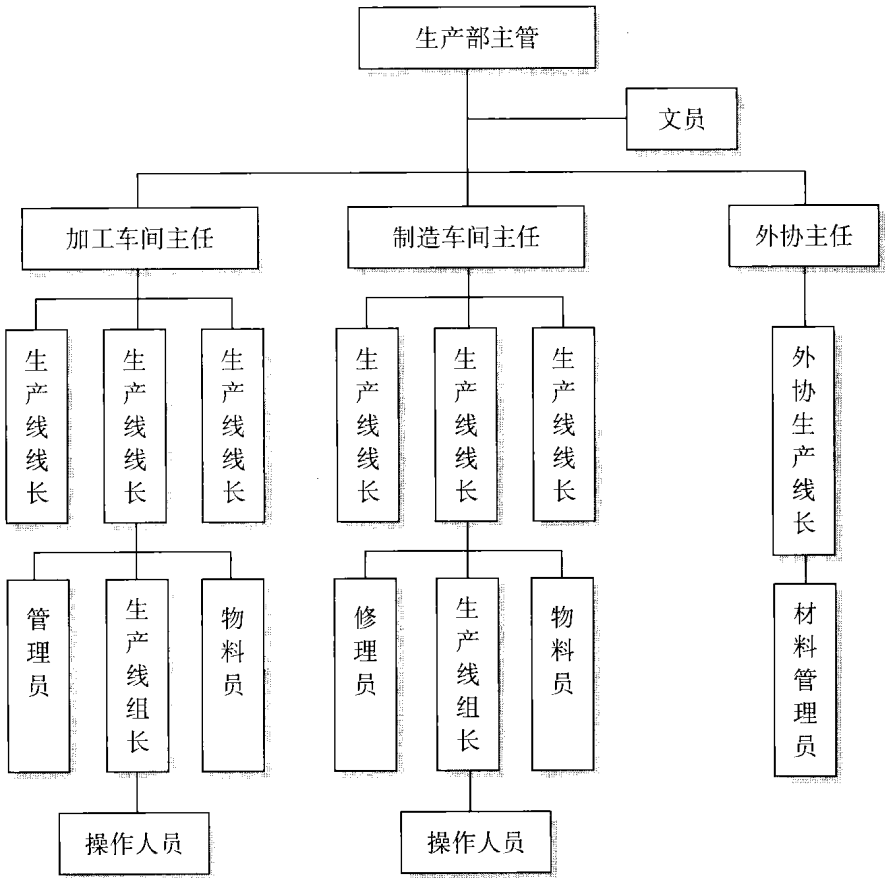 生产部主管
文员
加工车间主任
制造车间主任
外协主任
生产线线长
生产线线长
生产线线长
生产线线长
生产线线长
生产线线长
外协生产线长
管理员
生产线组长
物料员
修理员
生产线组长
物料员
材料管理员
操作人员
操作人员